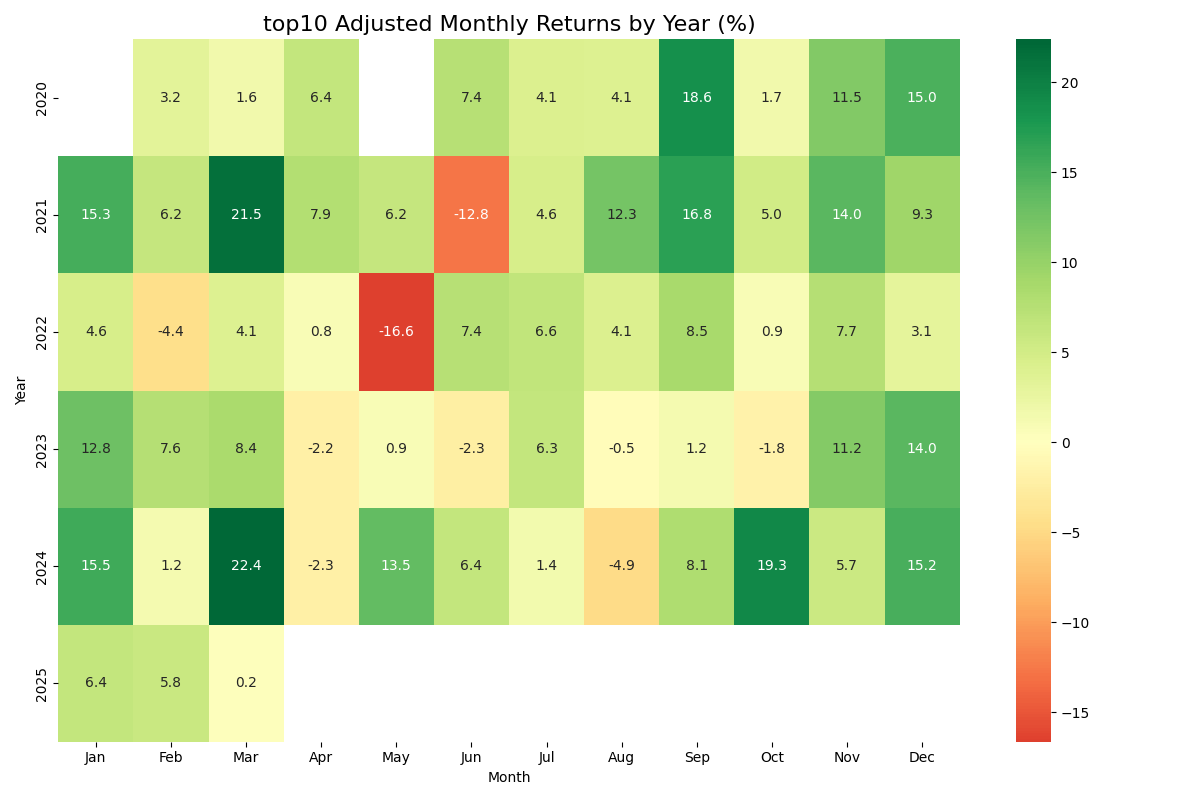 top10 Adjusted Monthly Returns by Year (%)
2020 3.2 1.6 6.4 7.4 4.1 4.1 18.6 1.7 11.5 15.0
2021 15.3 6.2 21.5 7.9 6.2 -12.8 4.6 12.3 16.8 5.0 14.0 9.3
2022 4.6 -4.4 4.1 0.8 -16.6 7.4 6.6 4.1 8.5 0.9 7.7 3.1
2023 12.8 7.6 8.4 -2.2 0.9 -2.3 6.3 -0.5 1.2 -1.8 11.2 14.0
2024 15.5 1.2 22.4 -2.3 13.5 6.4 1.4 -4.9 8.1 19.3 5.7 15.2
2025 6.4 5.8 0.2
Jan Feb Mar Apr May Jun Jul Aug Sep Oct Nov Dec
Month
Year
20
15
10
5
0
−5
−10
−15